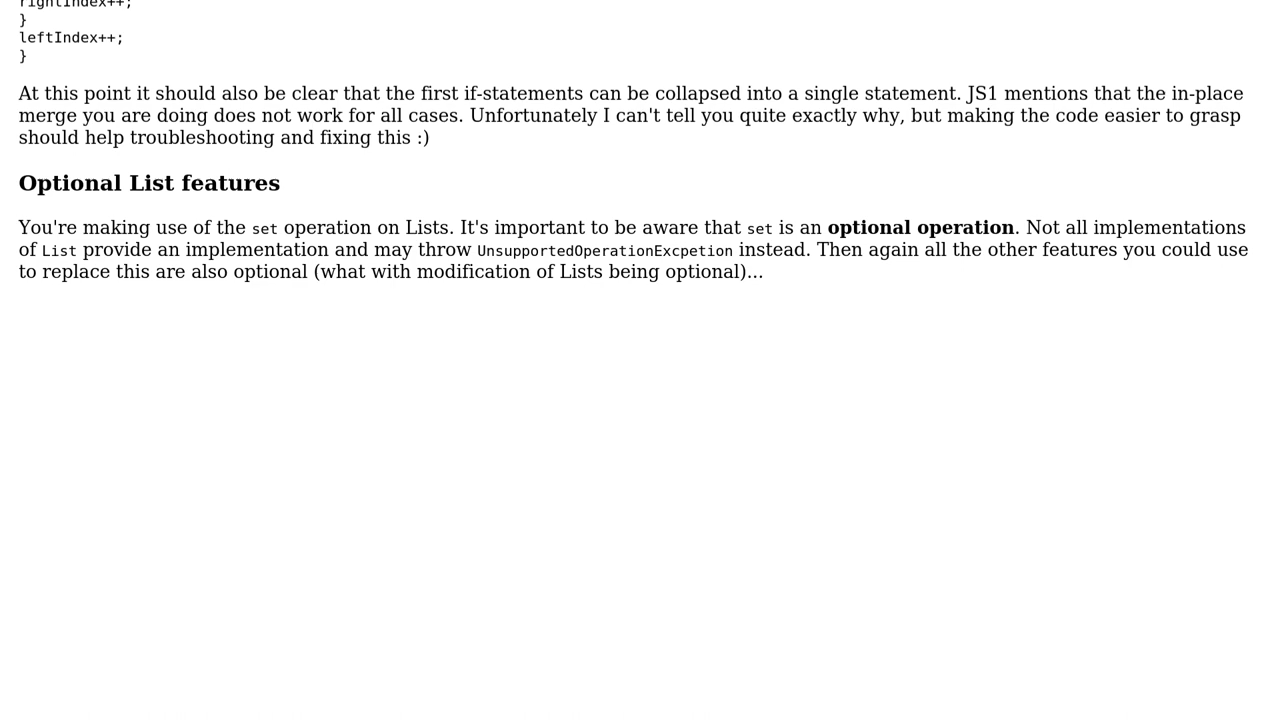 rightIndex++;
}
leftIndex++;
}
At this point it should also be clear that the first if-statements can be collapsed into a single statement. JS1 mentions that the in-place
merge you are doing does not work for all cases. Unfortunately I can't tell you quite exactly why, but making the code easier to grasp
should help troubleshooting and fixing this :)
Optional List features
You're making use of the set operation on Lists. It's important to be aware that set is an optional operation. Not all implementations
of List provide an implementation and may throw UnsupportedOperationExcpetion instead. Then again all the other features you could use
to replace this are also optional (what with modification of Lists being optional)...